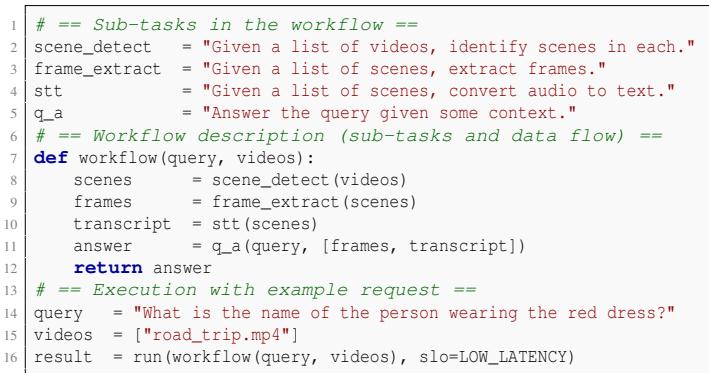 1 # == Sub-tasks in the workflow ==
2 scene_detect = "Given a list of videos, identify scenes in each."
3 frame_extract = "Given a list of scenes, extract frames."
4 stt = "Given a list of scenes, convert audio to text."
5 q_a = "Answer the query given some context."
6 # == Workflow description (sub-tasks and data flow) ==
7 def workflow(query, videos):
8 scenes = scene_detect(videos)
9 frames = frame_extract(scenes)
10 transcript = stt(scenes)
11 answer = q_a(query, [frames, transcript])
12 return answer
13 # == Execution with example request ==
14 query = "What is the name of the person wearing the red dress?"
15 videos = ["road_trip.mp4"]
16 result = run(workflow(query, videos), slo=LOW_LATENCY)